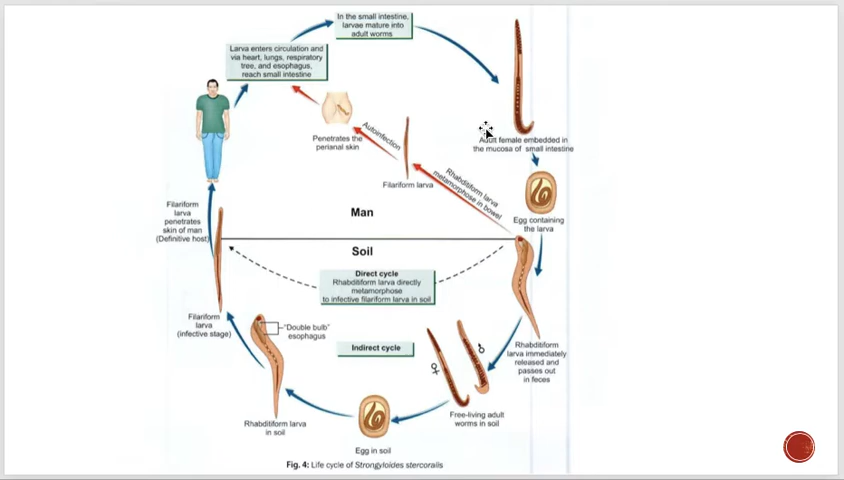 In the small intestine,
larvae mature into
adult worms
Larva enters circulation and
via heart, lungs, respiratory
tree, and esophagus,
reach small intestine
Penetrates the
perianal skin
Autoinfection
Filariform larva
Rhabditiform larva
metamorphose in bowel
Adult female embedded in
the mucosa of small intestine
Egg containing
the larva
Filariform
larva
penetrates
skin of man
(Definitive host)
Man
Soil
Direct cycle
Rhabditiform larva directly
metamorphose
to infective filariform larva in soil
Filariform
larva
(infective stage)
"Double bulb"
esophagus
Indirect cycle
♀
♂
Rhabditiform
larva immediately
released and
passes out
in feces
Rhabditiform larva
in soil
Free-living adult
worms in soil
Egg in soil
Fig. 4: Life cycle of Strongyloides stercoralis